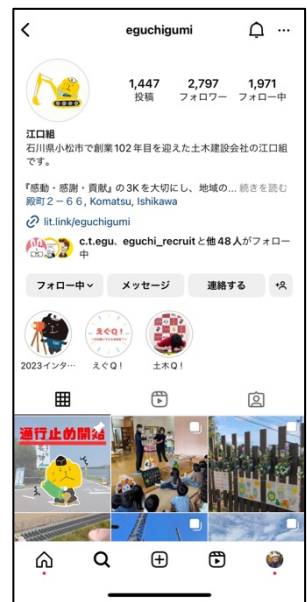 eguchigumi
1,447 2,797 1,971
投稿 フォロワー フォロー中
江口組
石川県小松市で創業102年目を迎えた土木建設会社の江口組
です。
『感動・感謝・貢献』の3Kを大切にし、地域の... 続きを読む
殿町2－66, Komatsu, Ishikawa
lit.link/eguchigumi
c.t.egu、eguchi_recruitと他48人がフォロー
中
フォロー中 メッセージ 連絡する
えぐQ！
2023インタ… えぐQ！ 土木Q！
通行止め開始